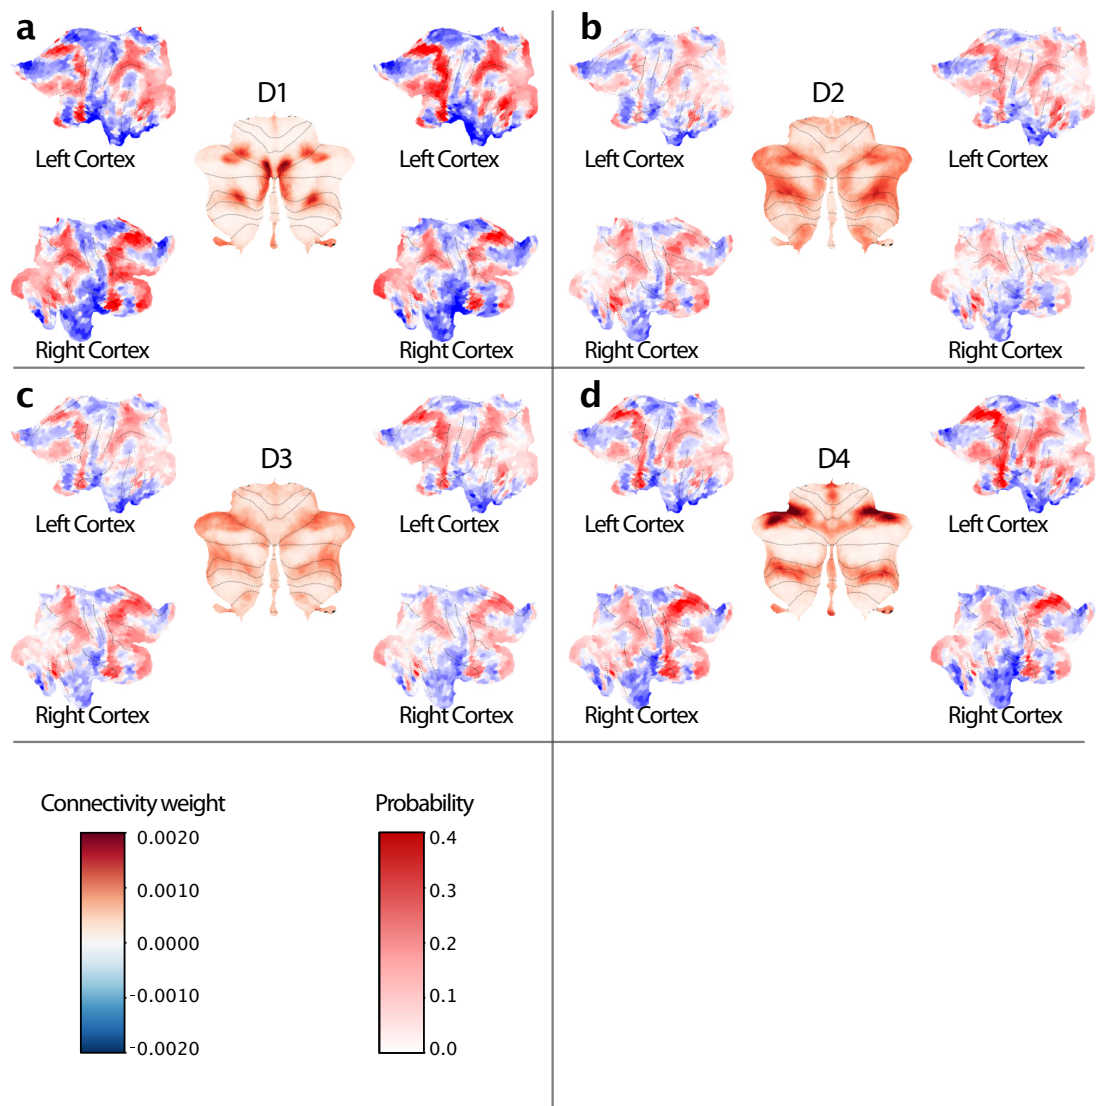 a
b
D1
D2
Left Cortex
Left Cortex
Left Cortex
Left Cortex
Right Cortex
Right Cortex
Right Cortex
Right Cortex
c
d
D3
D4
Left Cortex
Left Cortex
Left Cortex
Left Cortex
Right Cortex
Right Cortex
Right Cortex
Right Cortex
Connectivity weight
0.0020
0.0010
0.0000
-0.0010
-0.0020
Probability
0.4
0.3
0.2
0.1
0.0